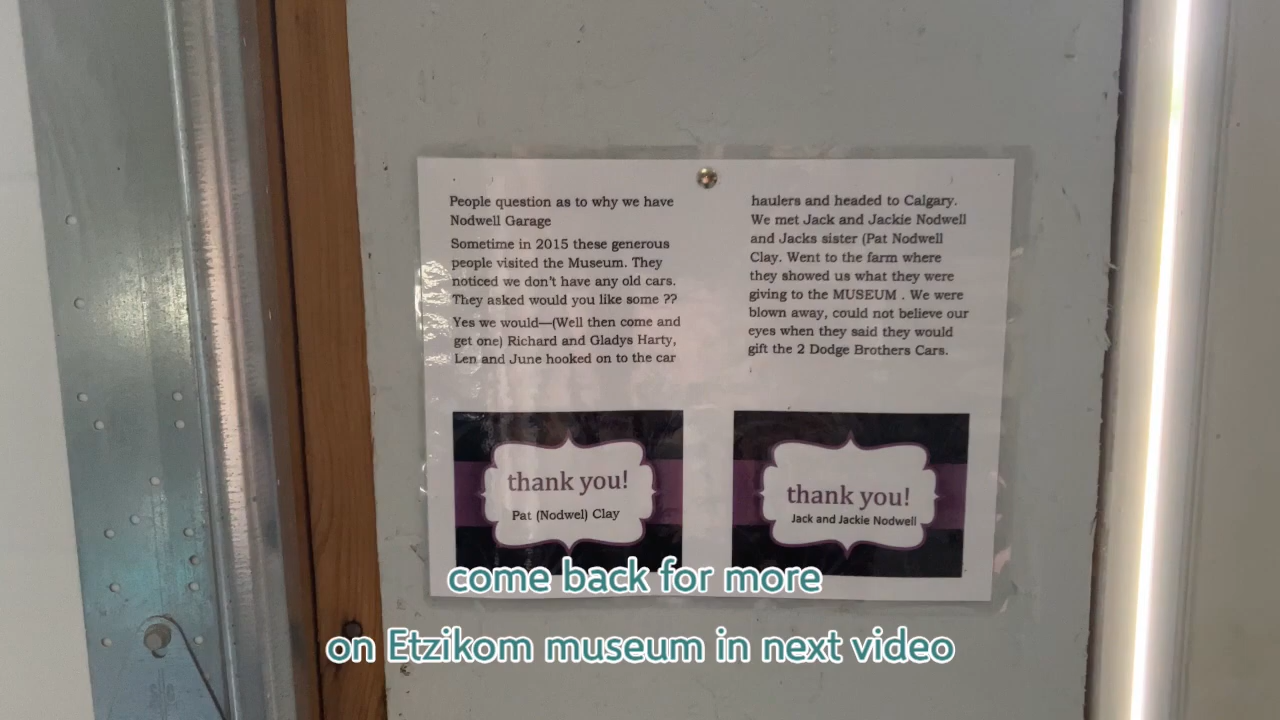 People question as to why we have
Nodwell Garage
Sometime in 2015 these generous
people visited the Museum. They
noticed we don't have any old cars.
They asked would you like some ??
Yes we would—(Well then come and
get one) Richard and Gladys Harty,
Len and June hooked on to the car
haulers and headed to Calgary.
We met Jack and Jackie Nodwell
and Jacks sister (Pat Nodwell
Clay. Went to the farm where
they showed us what they were
giving to the MUSEUM . We were
blown away, could not believe our
eyes when they said they would
gift the 2 Dodge Brothers Cars.
thank you!
Pat (Nodwel) Clay
thank you!
Jack and Jackie Nodwell
come back for more
on Etzikom museum in next video